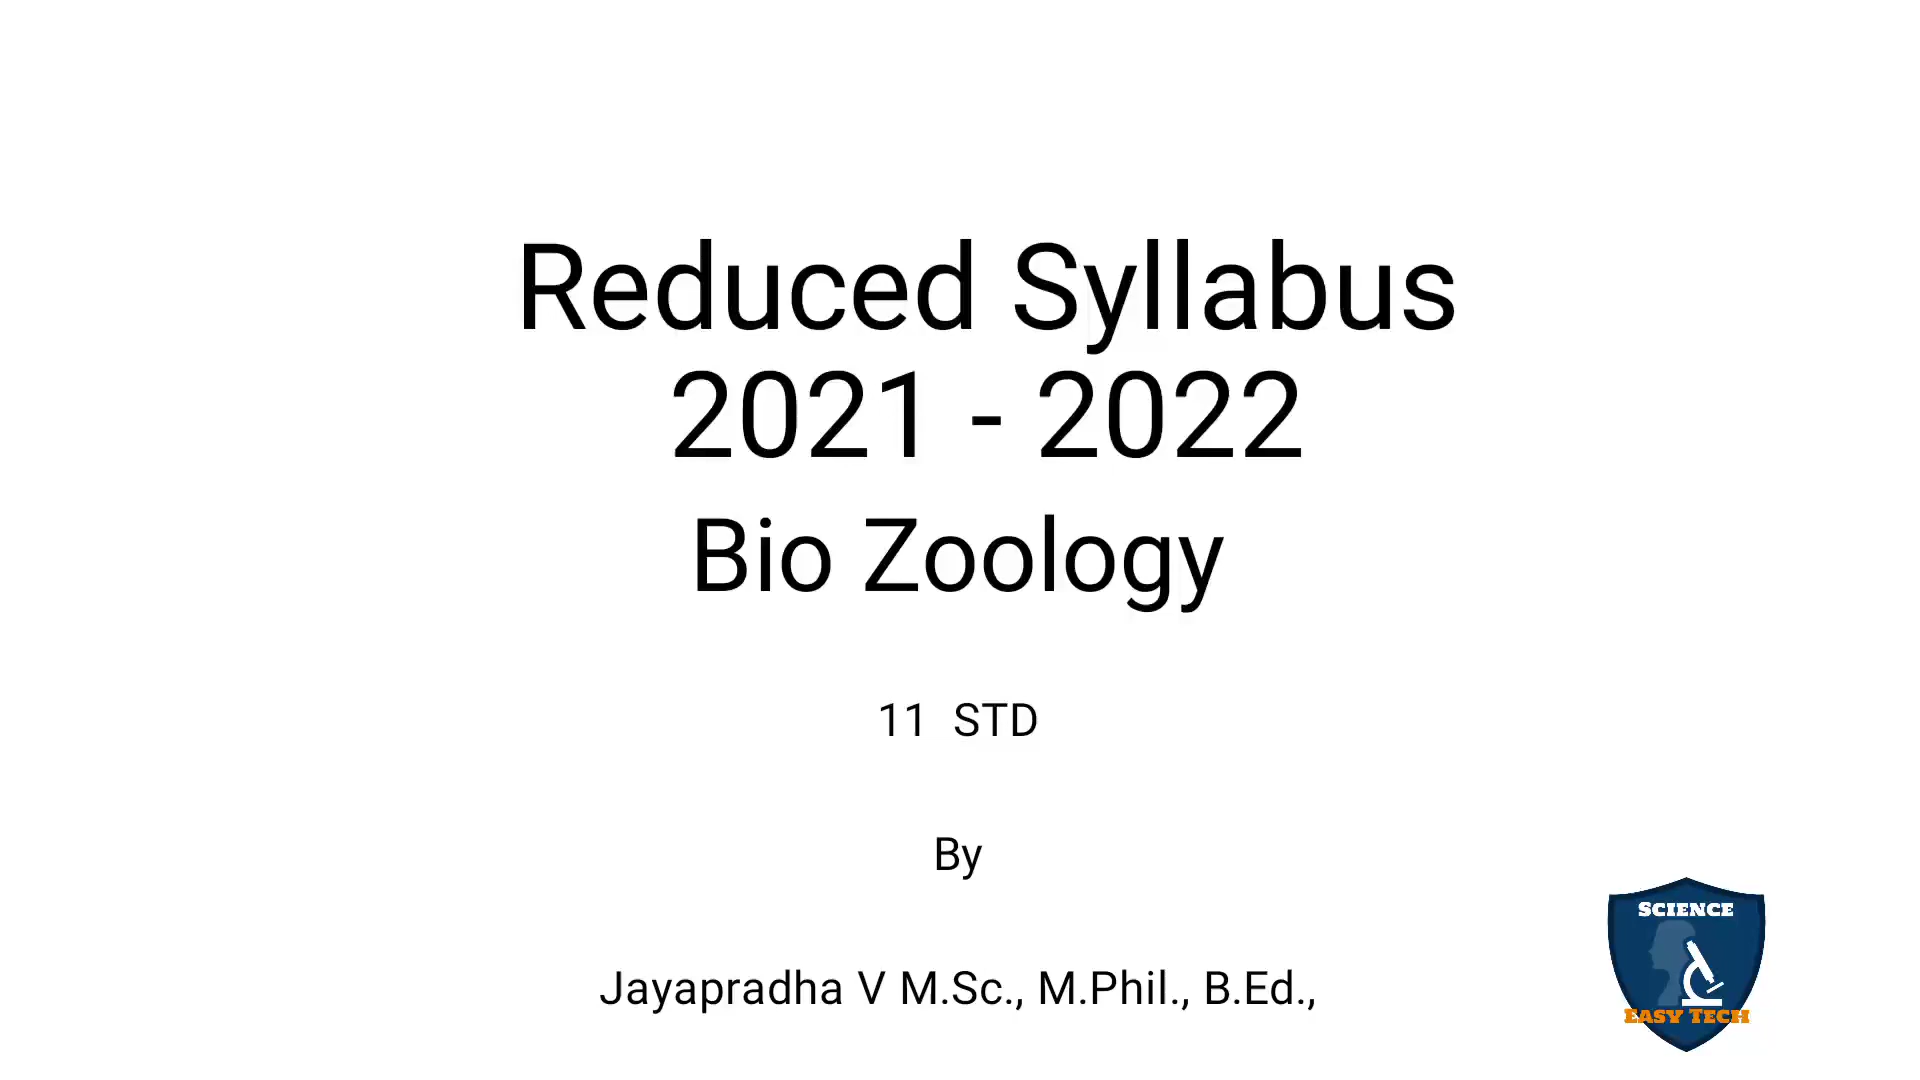 Reduced Syllabus
2021 - 2022
Bio Zoology
11 STD
By
Jayapradha V M.Sc., M.Phil., B.Ed.,
SCIENCE
EASY TECH